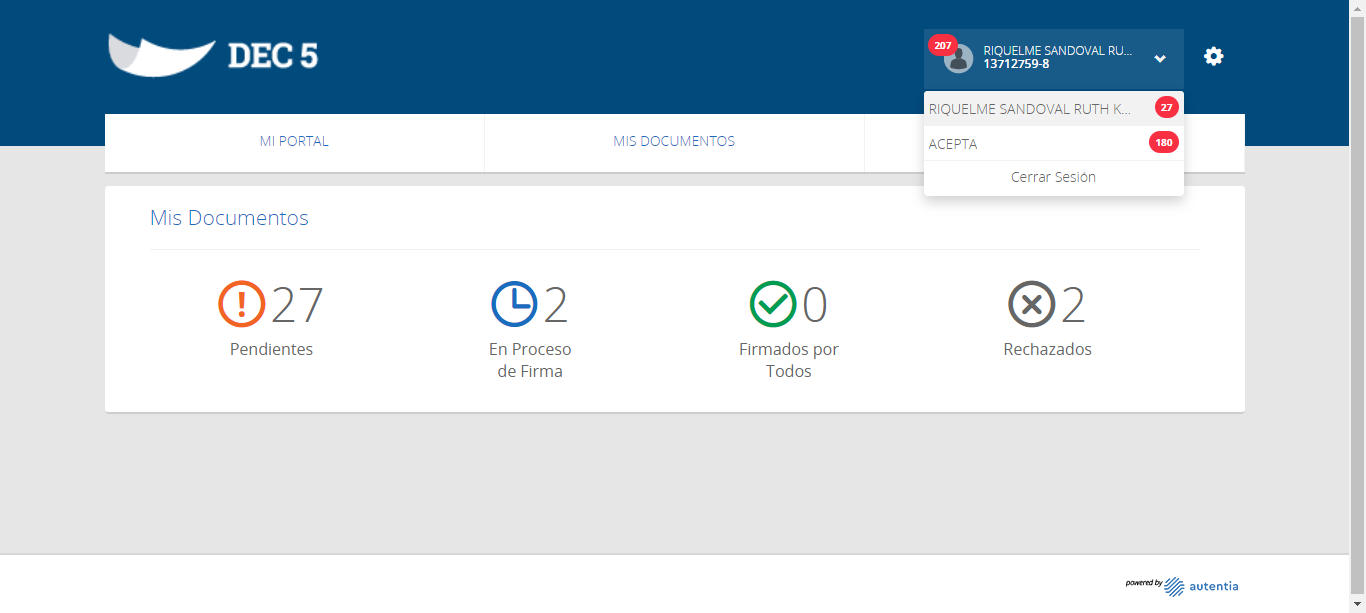 DEC 5
207
RIQUELME SANDOVAL RU...
13712759-8
RIQUELME SANDOVAL RUTH K...
27
ACEPTA
180
Cerrar Sesión
MI PORTAL
MIS DOCUMENTOS
Mis Documentos
27
Pendientes
2
En Proceso
de Firma
0
Firmados por
Todos
2
Rechazados
powered by
autentia